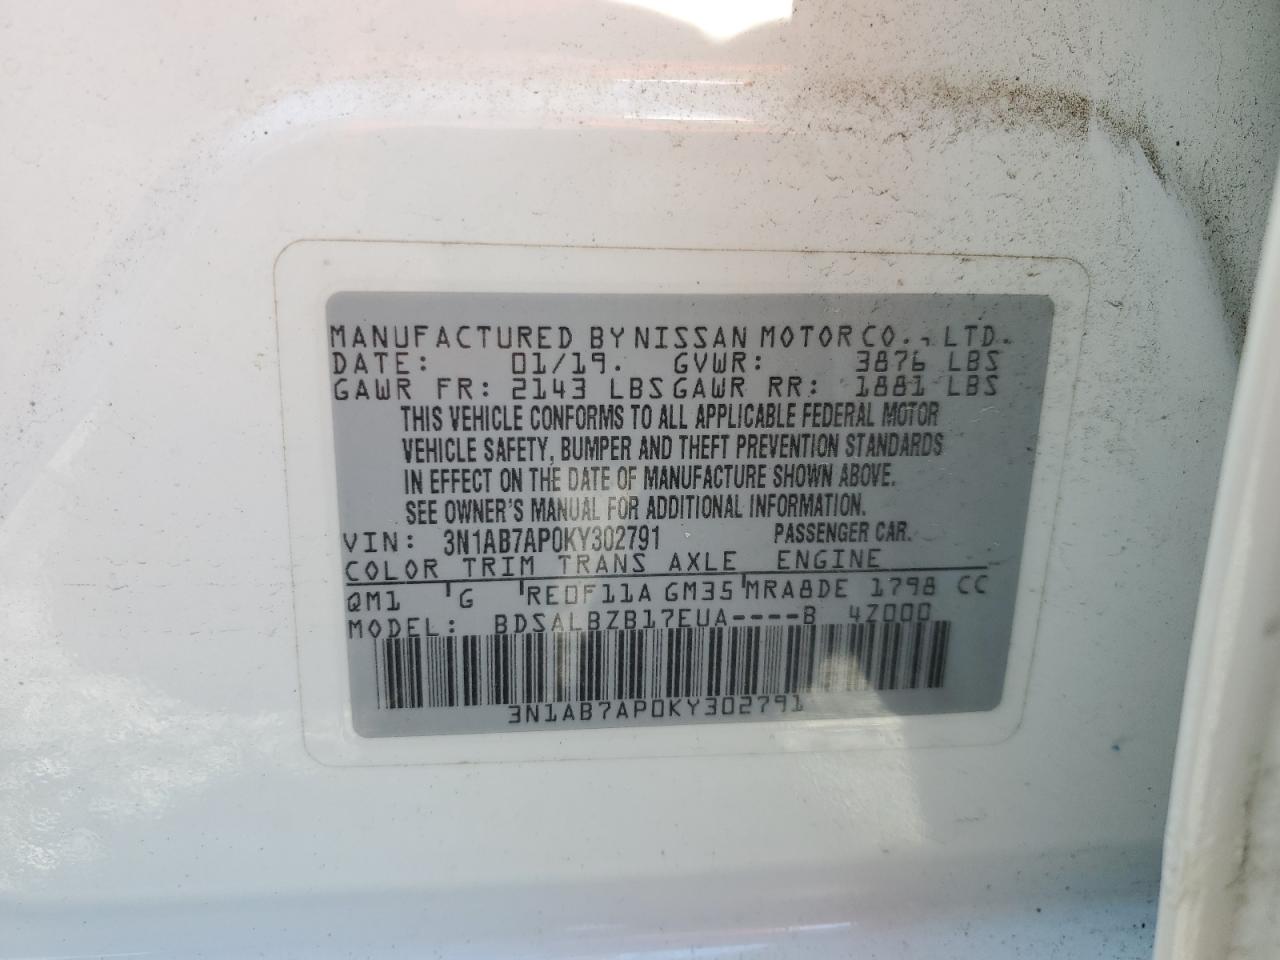 MANUFACTURED BY NISSAN MOTOR CO., LTD.
DATE: 01/19. GVWR: 3876 LBS
GAWR FR: 2143 LBS GAWR RR: 1881 LBS
THIS VEHICLE CONFORMS TO ALL APPLICABLE FEDERAL MOTOR
VEHICLE SAFETY, BUMPER AND THEFT PREVENTION STANDARDS
IN EFFECT ON THE DATE OF MANUFACTURE SHOWN ABOVE.
SEE OWNER'S MANUAL FOR ADDITIONAL INFORMATION.
VIN: 3N1AB7AP0KY302791 PASSENGER CAR.
COLOR TRIM TRANS AXLE ENGINE
QM1 G RE0F11A GM35 MRA8DE 1798 CC
MODEL: BDSALBZB17EUA----B 4Z000
3N1AB7AP0KY302791